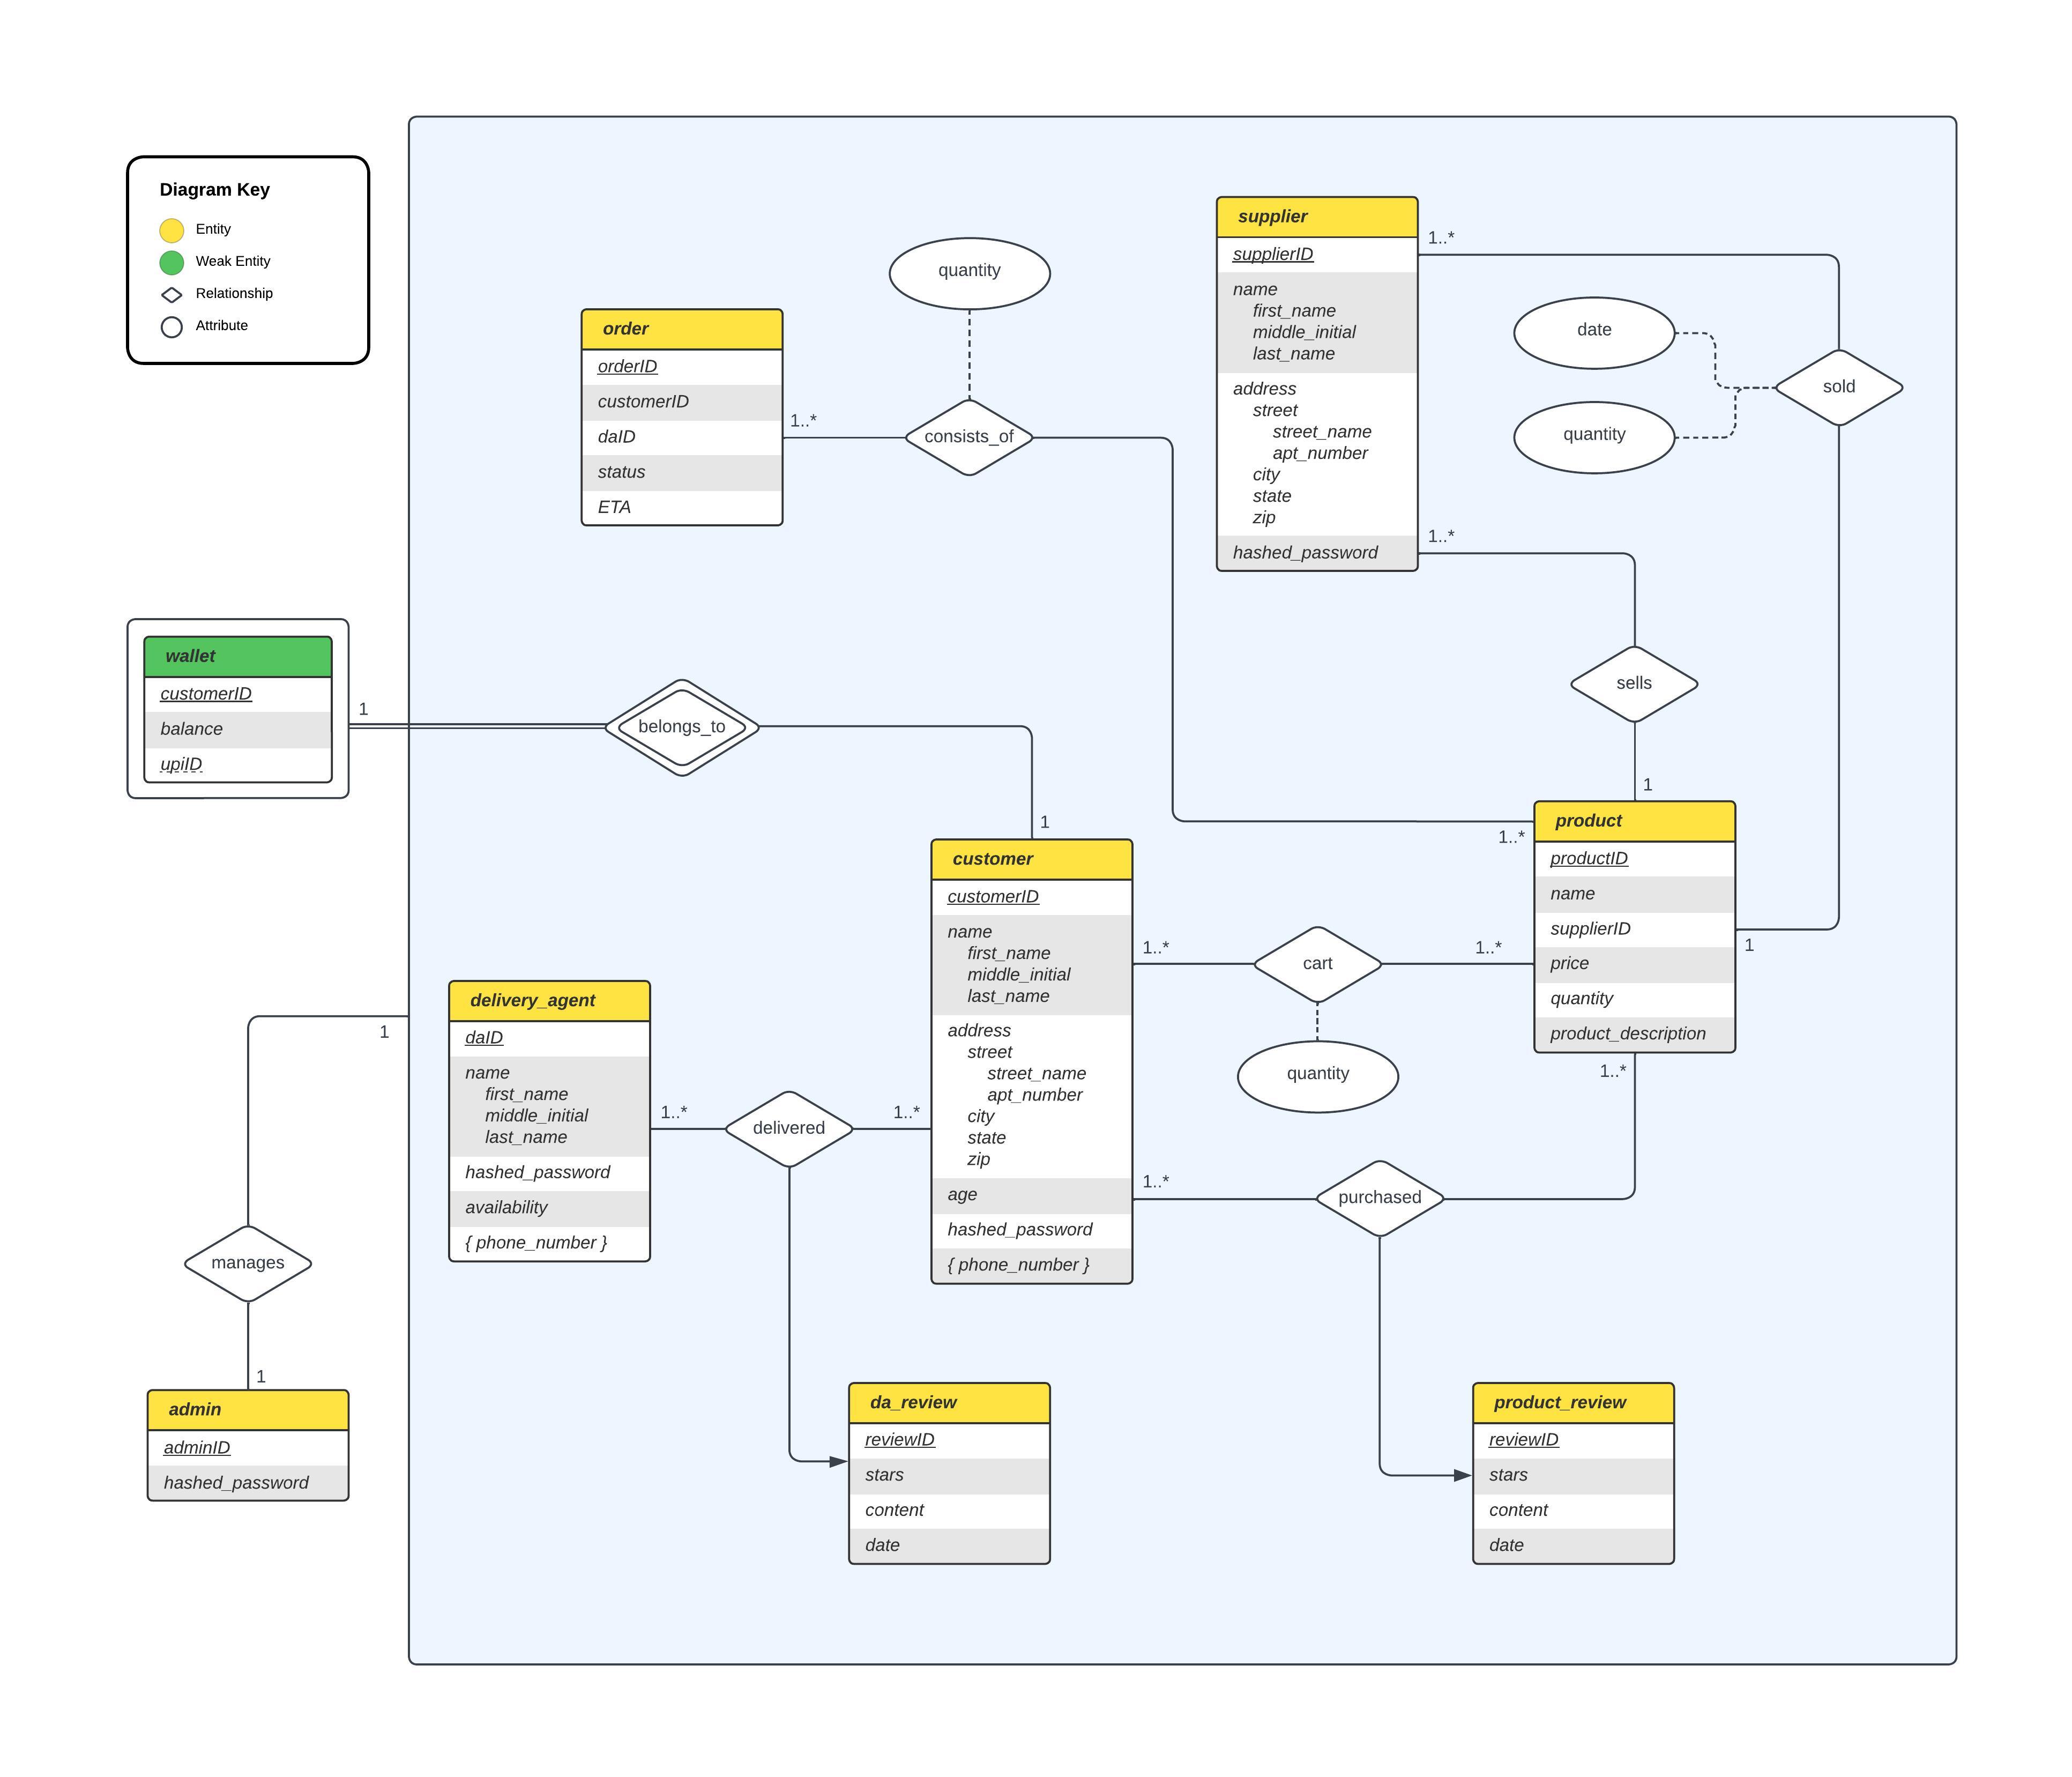 Diagram Key
Entity
Weak Entity
Relationship
Attribute
order
orderID
customerID
daID
status
ETA
quantity
1..*
consists_of
supplier
supplierID
name
first_name
middle_initial
last_name
address
street
street_name
apt_number
city
state
zip
hashed_password
1..*
date
quantity
sold
1..*
sells
1
wallet
customerID
balance
upiID
1
belongs_to
1
product
productID
name
supplierID
price
quantity
product_description
1..*
1
customer
customerID
name
first_name
middle_initial
last_name
address
street
street_name
apt_number
city
state
zip
age
hashed_password
{ phone_number }
1..*
cart
1..*
quantity
1..*
delivery_agent
daID
name
first_name
middle_initial
last_name
hashed_password
availability
{ phone_number }
1..*
delivered
1..*
1..*
purchased
1
manages
1
admin
adminID
hashed_password
da_review
reviewID
stars
content
date
product_review
reviewID
stars
content
date